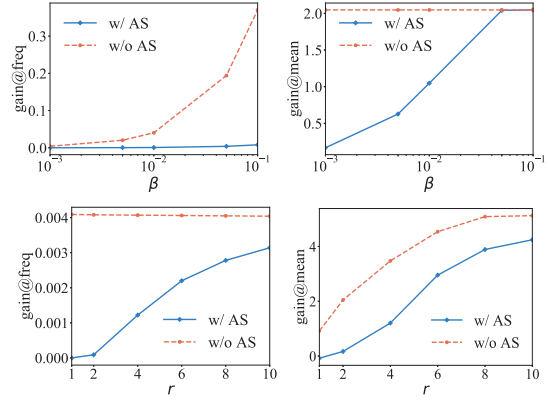 gain@freq
0.3
0.2
0.1
0.0
w/ AS
w/o AS
10⁻³ 10⁻² 10⁻¹
β
gain@mean
2.0
1.5
1.0
0.5
w/ AS
w/o AS
10⁻³ 10⁻² 10⁻¹
β
gain@freq
0.004
0.003
0.002
0.001
0.000
w/ AS
w/o AS
1 2 4 6 8 10
r
gain@mean
4
2
0
w/ AS
w/o AS
1 2 4 6 8 10
r